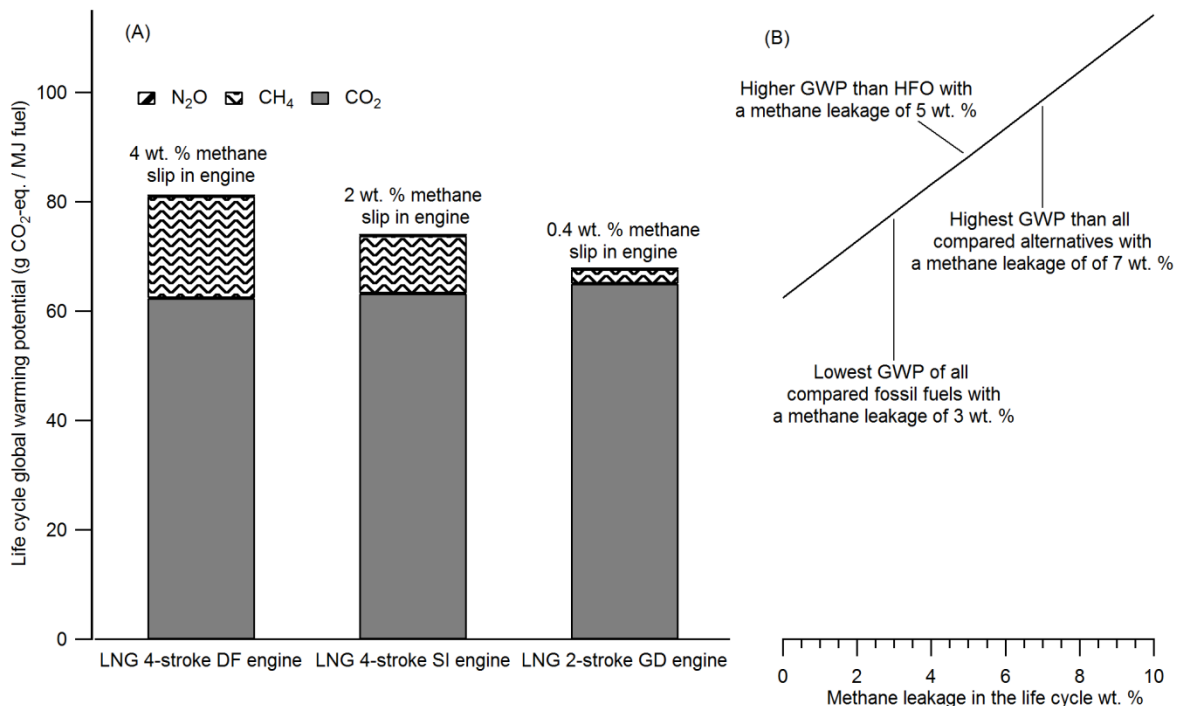 (A)
N₂O CH₄ CO₂
4 wt. % methane
slip in engine
2 wt. % methane
slip in engine
0.4 wt. % methane
slip in engine
Life cycle global warming potential (g CO₂-eq. / MJ fuel)
100
80
60
40
20
0
LNG 4-stroke DF engine LNG 4-stroke SI engine LNG 2-stroke GD engine
(B)
Higher GWP than HFO with
a methane leakage of 5 wt. %
Highest GWP than all
compared alternatives with
a methane leakage of of 7 wt. %
Lowest GWP of all
compared fossil fuels with
a methane leakage of 3 wt. %
0 2 4 6 8 10
Methane leakage in the life cycle wt. %